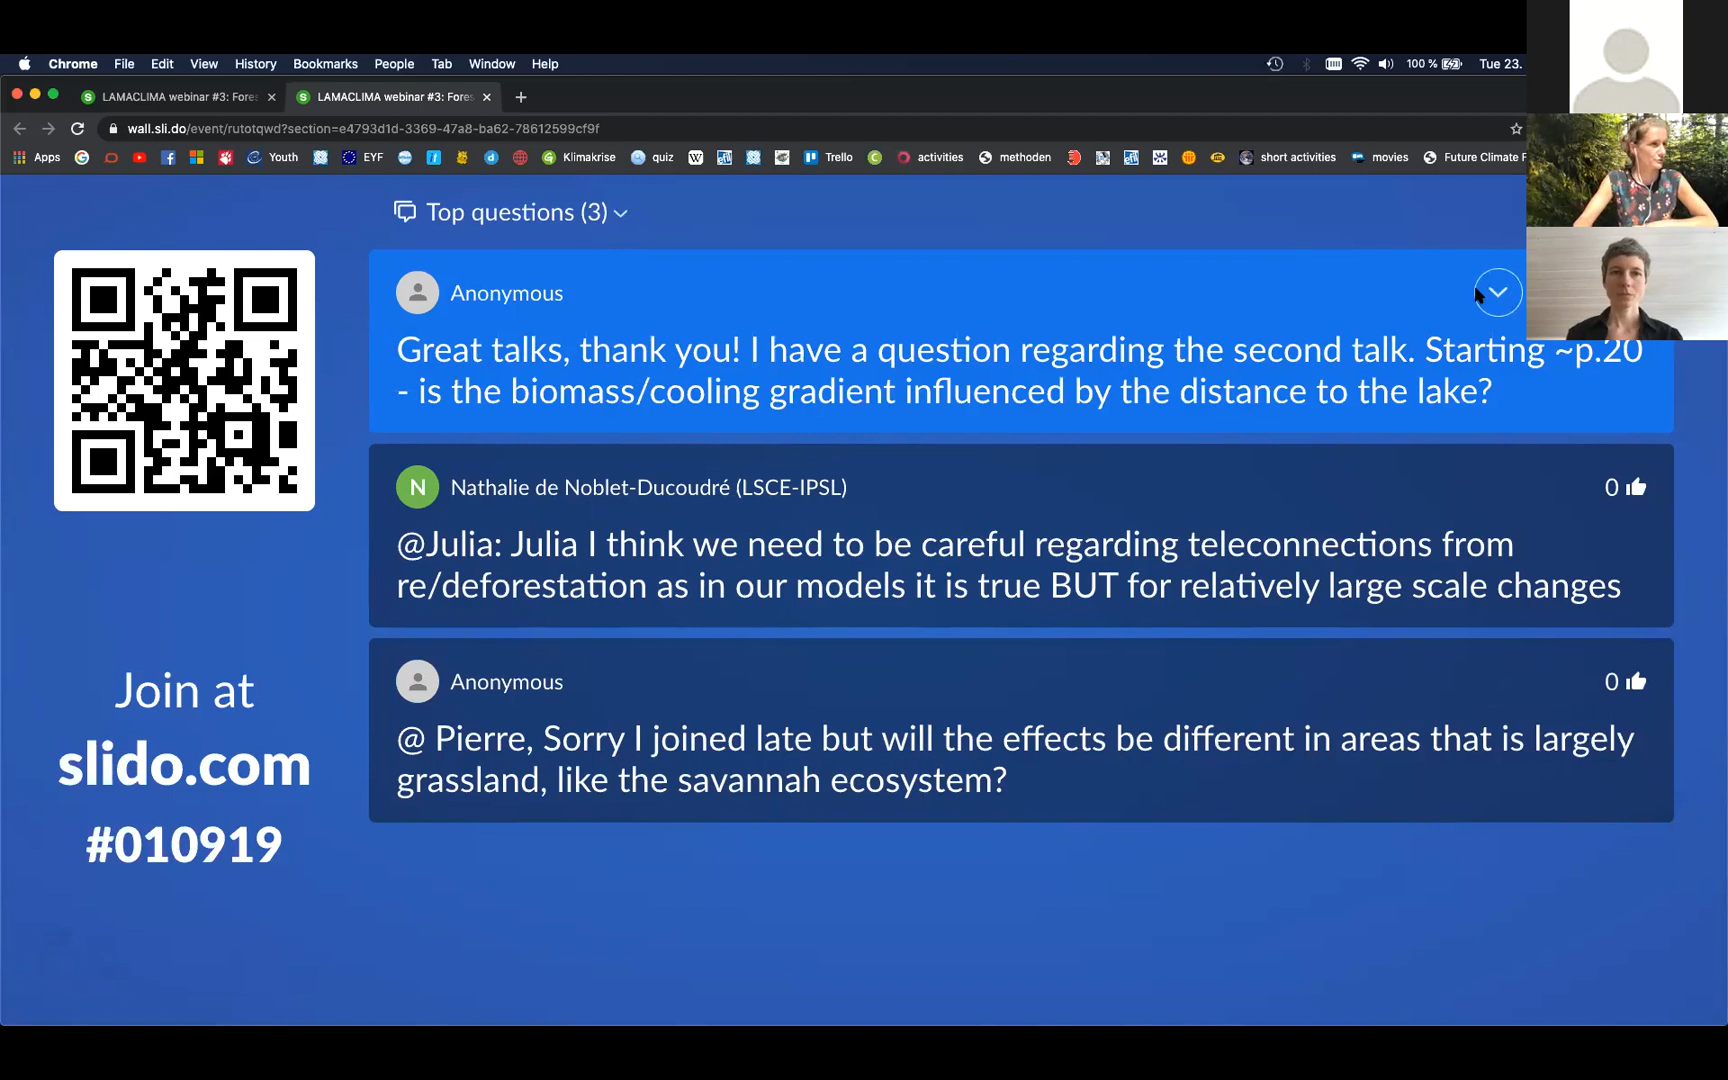 Chrome File Edit View History Bookmarks People Tab Window Help 100 % Tue 23.
LAMACLIMA webinar #3: Fores
LAMACLIMA webinar #3: Fores
wall.sli.do/event/rutotqwd?section=e4793d1d-3369-47a8-ba62-78612599cf9f
Apps Youth EYF Klimakrise quiz Trello activities methoden short activities movies Future Climate F
Top questions (3)
Anonymous
Great talks, thank you! I have a question regarding the second talk. Starting ~p.20
- is the biomass/cooling gradient influenced by the distance to the lake?
N
Nathalie de Noblet-Ducoudré (LSCE-IPSL)
0
@Julia: Julia I think we need to be careful regarding teleconnections from
re/deforestation as in our models it is true BUT for relatively large scale changes
Anonymous
0
@ Pierre, Sorry I joined late but will the effects be different in areas that is largely
grassland, like the savannah ecosystem?
Join at
slido.com
#010919